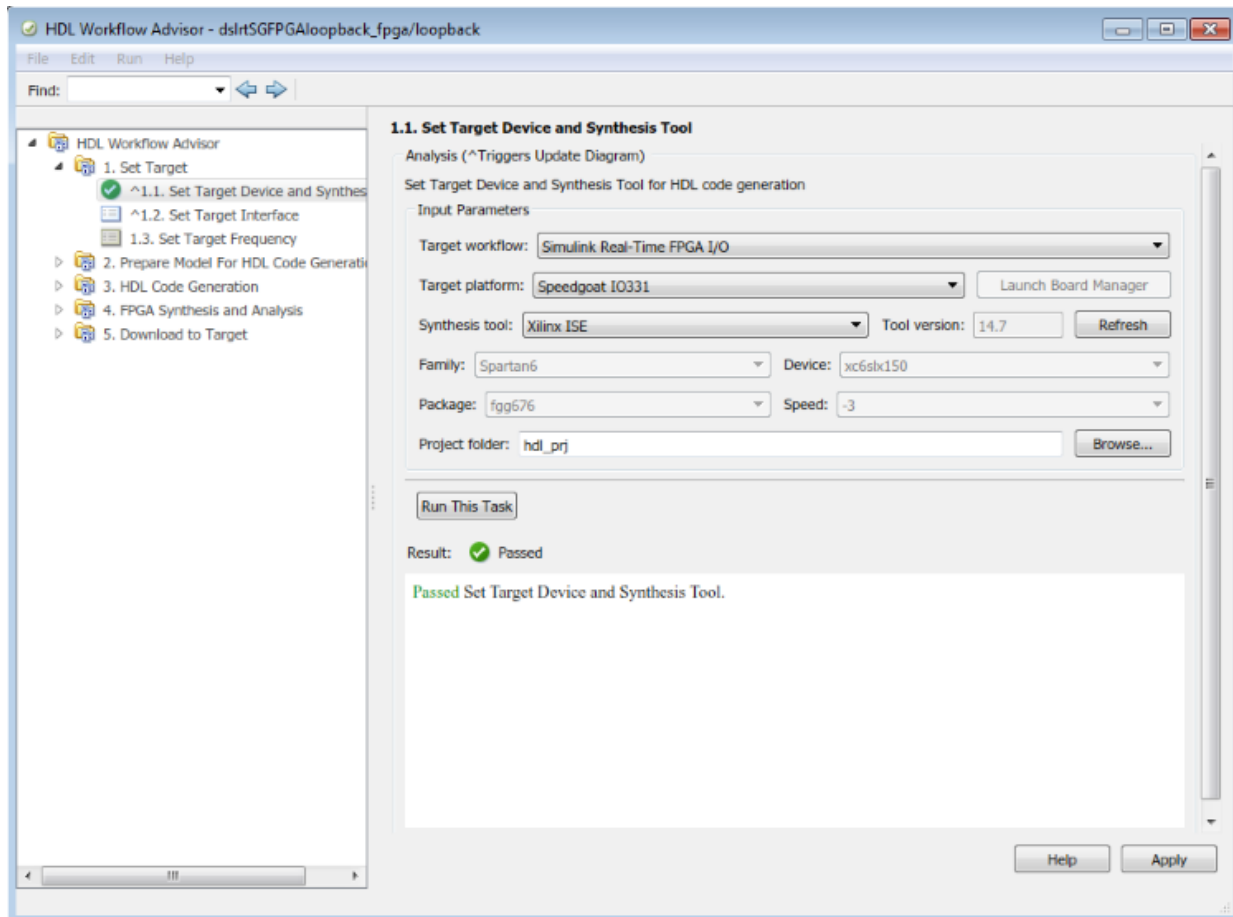 HDL Workflow Advisor - dslrtSGFPGAloopback_fpga/loopback
File Edit Run Help
Find:
HDL Workflow Advisor
1. Set Target
^1.1. Set Target Device and Synthes
^1.2. Set Target Interface
1.3. Set Target Frequency
2. Prepare Model For HDL Code Generati
3. HDL Code Generation
4. FPGA Synthesis and Analysis
5. Download to Target
1.1. Set Target Device and Synthesis Tool
Analysis (^Triggers Update Diagram)
Set Target Device and Synthesis Tool for HDL code generation
Input Parameters
Target workflow: Simulink Real-Time FPGA I/O
Target platform: Speedgoat IO331 Launch Board Manager
Synthesis tool: Xilinx ISE Tool version: 14.7 Refresh
Family: Spartan6 Device: xc6slx150
Package: fgg676 Speed: -3
Project folder: hdl_prj Browse...
Run This Task
Result: Passed
Passed Set Target Device and Synthesis Tool.
Help Apply